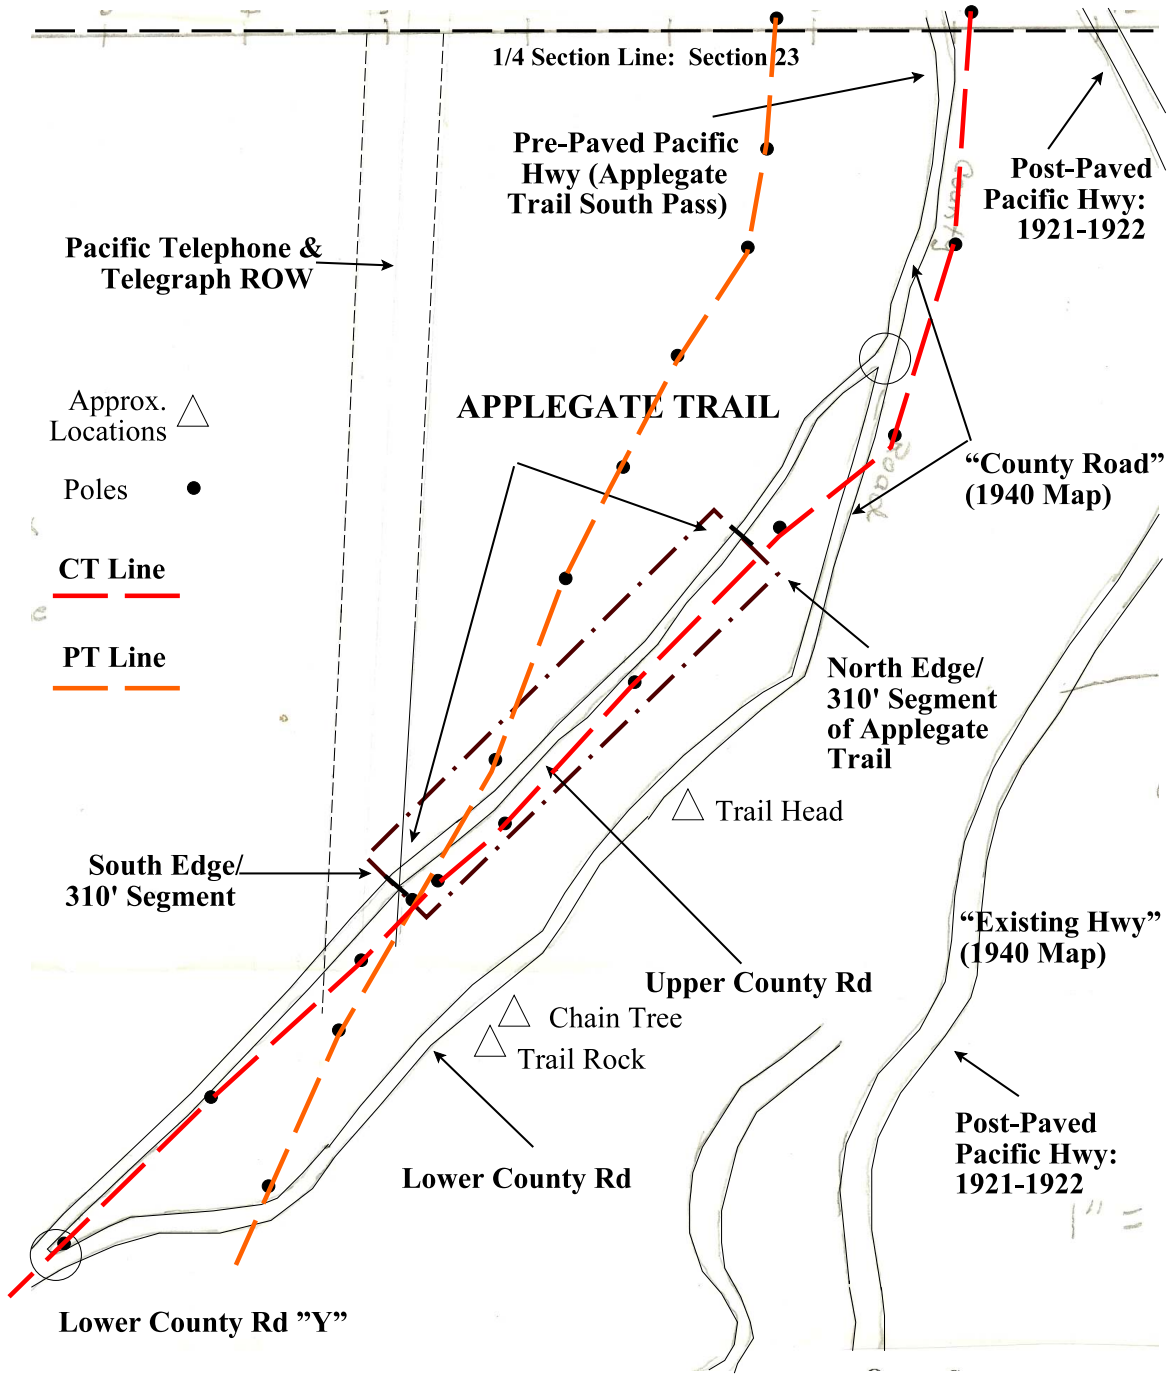 1/4 Section Line:  Section 23
Pre-Paved Pacific
Hwy (Applegate
Trail South Pass)
Post-Paved
Pacific Hwy:
1921-1922
County
Pacific Telephone &
Telegraph ROW
Approx.
Locations
Poles
APPLEGATE TRAIL
Road
“County Road”
(1940 Map)
CT Line
PT Line
North Edge/
310' Segment
of Applegate
Trail
Trail Head
South Edge/
310' Segment
“Existing Hwy”
(1940 Map)
Upper County Rd
Chain Tree
Trail Rock
Lower County Rd
Post-Paved
Pacific Hwy:
1921-1922
1" =
Lower County Rd ”Y”